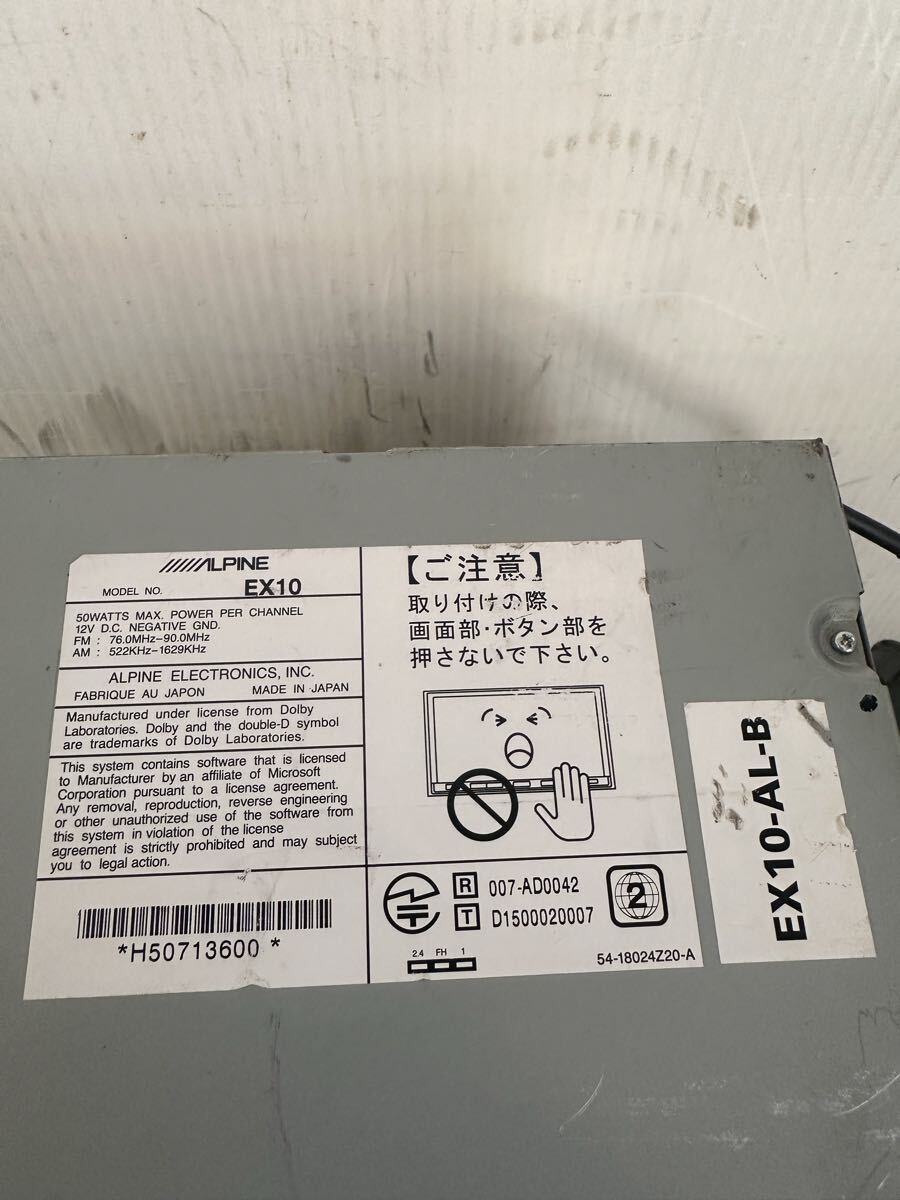 ALPINE
MODEL NO. EX10
50WATTS MAX. POWER PER CHANNEL
12V D.C. NEGATIVE GND.
FM : 76.0MHz–90.0MHz
AM : 522KHz–1629KHz
ALPINE ELECTRONICS, INC.
FABRIQUE AU JAPON MADE IN JAPAN
Manufactured under license from Dolby
Laboratories. Dolby and the double-D symbol
are trademarks of Dolby Laboratories.
This system contains software that is licensed
to Manufacturer by an affiliate of Microsoft
Corporation pursuant to a license agreement.
Any removal, reproduction, reverse engineering
or other unauthorized use of the software from
this system in violation of the license
agreement is strictly prohibited and may subject
you to legal action.
*H50713600*
【ご注意】
取り付けの際、
画面部・ボタン部を
押さないで下さい。
R 007-AD0042
T D1500020007
2
2.4 FH 1
54-18024Z20-A
EX10-AL-B